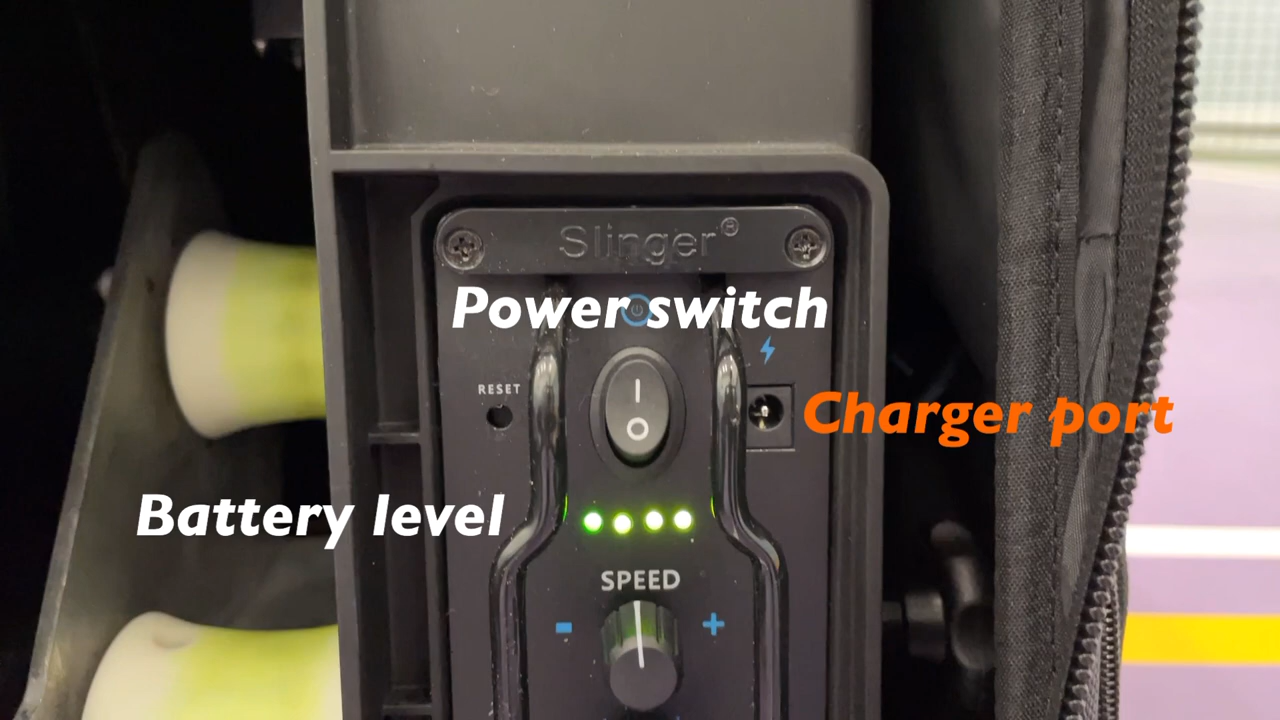 Slinger®
Power switch
RESET
I
O
Charger port
Battery level
SPEED
- +